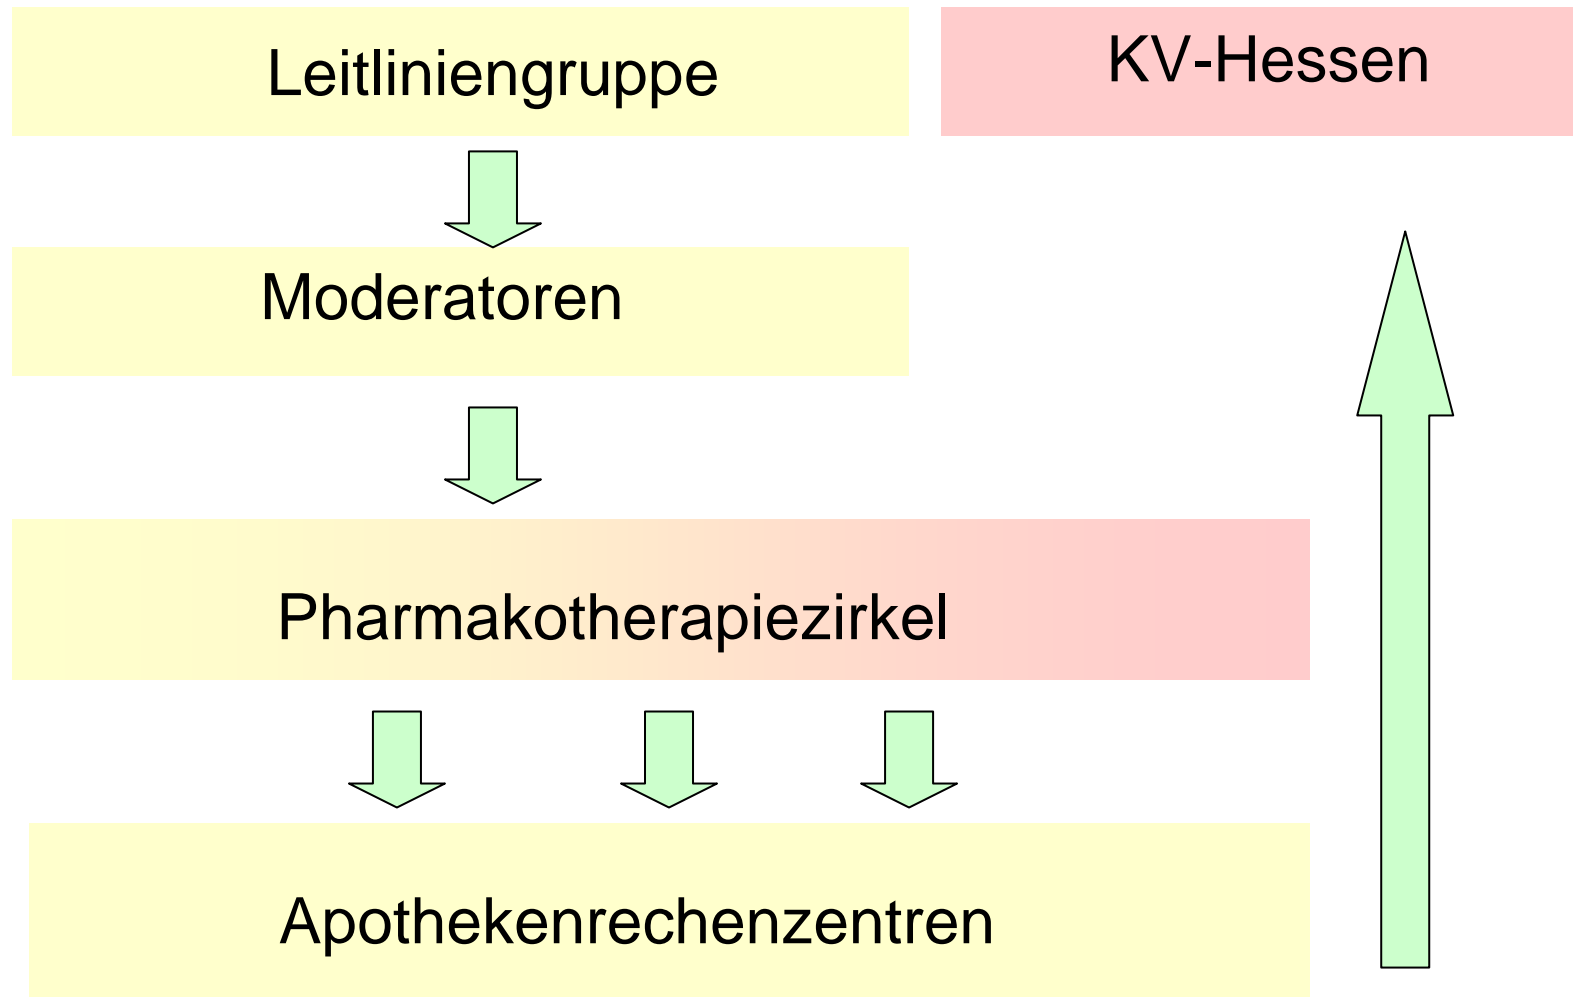 Leitliniengruppe
KV-Hessen
Moderatoren
Pharmakotherapiezirkel
Apothekenrechenzentren